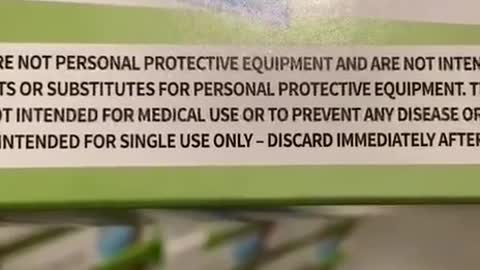 RE NOT PERSONAL PROTECTIVE EQUIPMENT AND ARE NOT INTEN
TS OR SUBSTITUTES FOR PERSONAL PROTECTIVE EQUIPMENT. T
OT INTENDED FOR MEDICAL USE OR TO PREVENT ANY DISEASE OR
INTENDED FOR SINGLE USE ONLY – DISCARD IMMEDIATELY AFTER